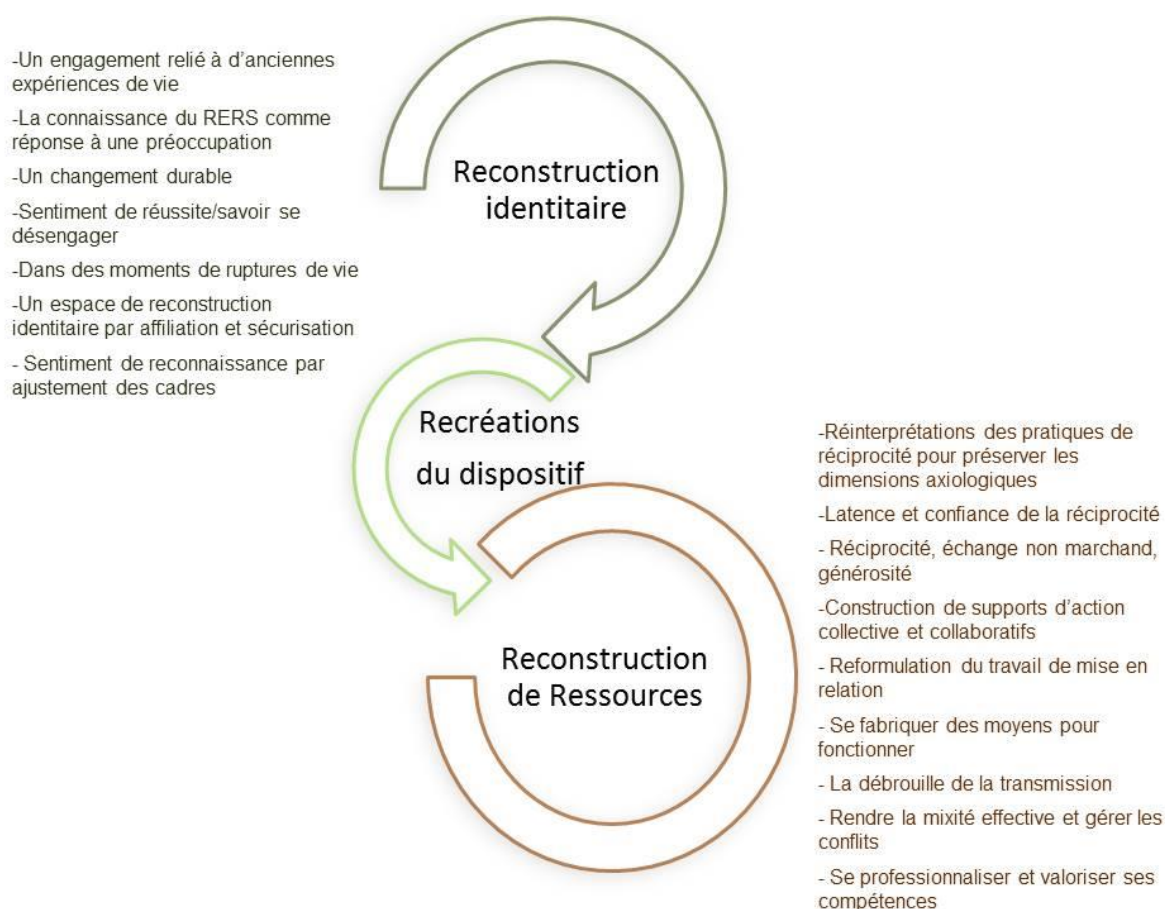 -Un engagement relié à d'anciennes
expériences de vie
-La connaissance du RERS comme
réponse à une préoccupation
-Un changement durable
-Sentiment de réussite/savoir se
désengager
-Dans des moments de ruptures de vie
-Un espace de reconstruction
identitaire par affiliation et sécurisation
- Sentiment de reconnaissance par
ajustement des cadres
Reconstruction
identitaire
Recréations
du dispositif
Reconstruction
de Ressources
-Réinterprétations des pratiques de
réciprocité pour préserver les
dimensions axiologiques
-Latence et confiance de la réciprocité
- Réciprocité, échange non marchand,
générosité
-Construction de supports d'action
collective et collaboratifs
- Reformulation du travail de mise en
relation
- Se fabriquer des moyens pour
fonctionner
- La débrouille de la transmission
- Rendre la mixité effective et gérer les
conflits
- Se professionnaliser et valoriser ses
compétences